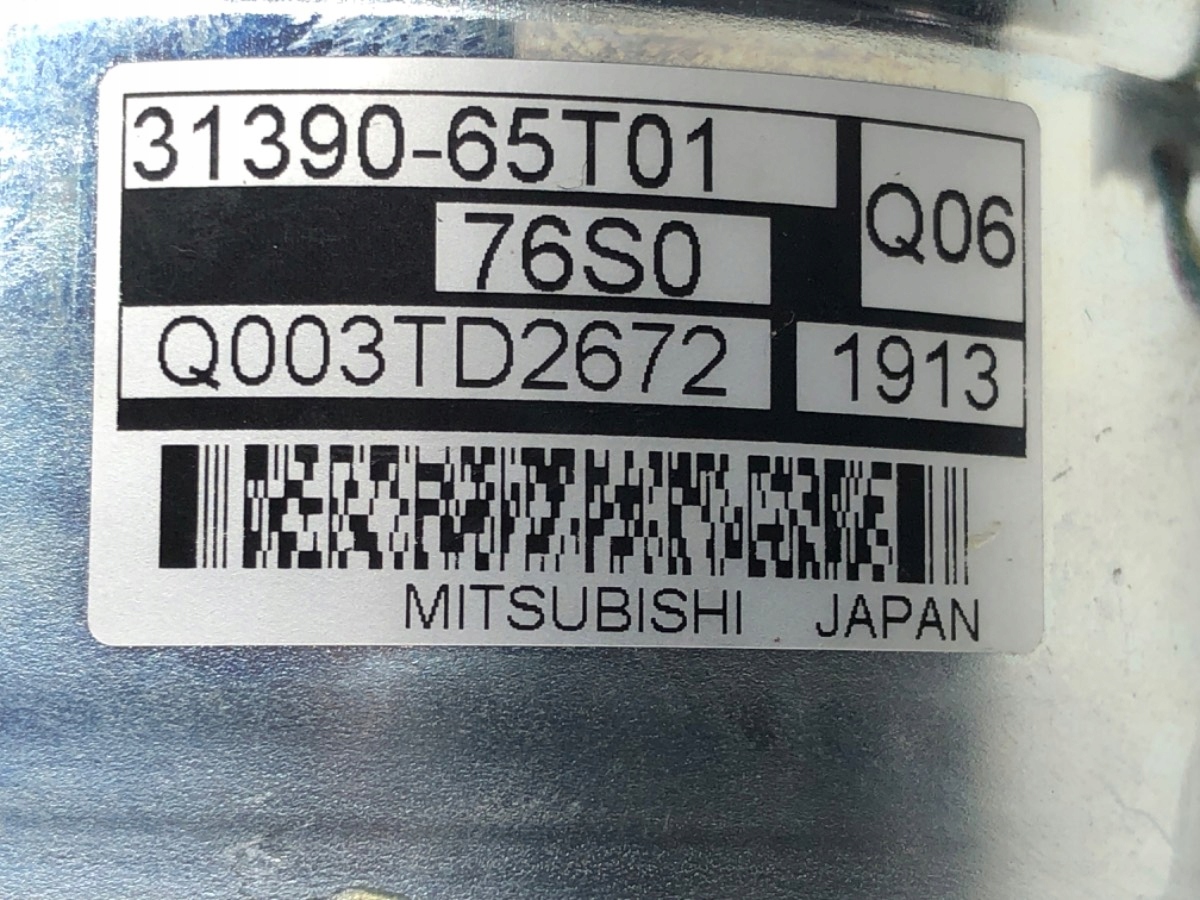 31390-65T01
Q06
76S0
Q003TD2672
1913
MITSUBISHI JAPAN